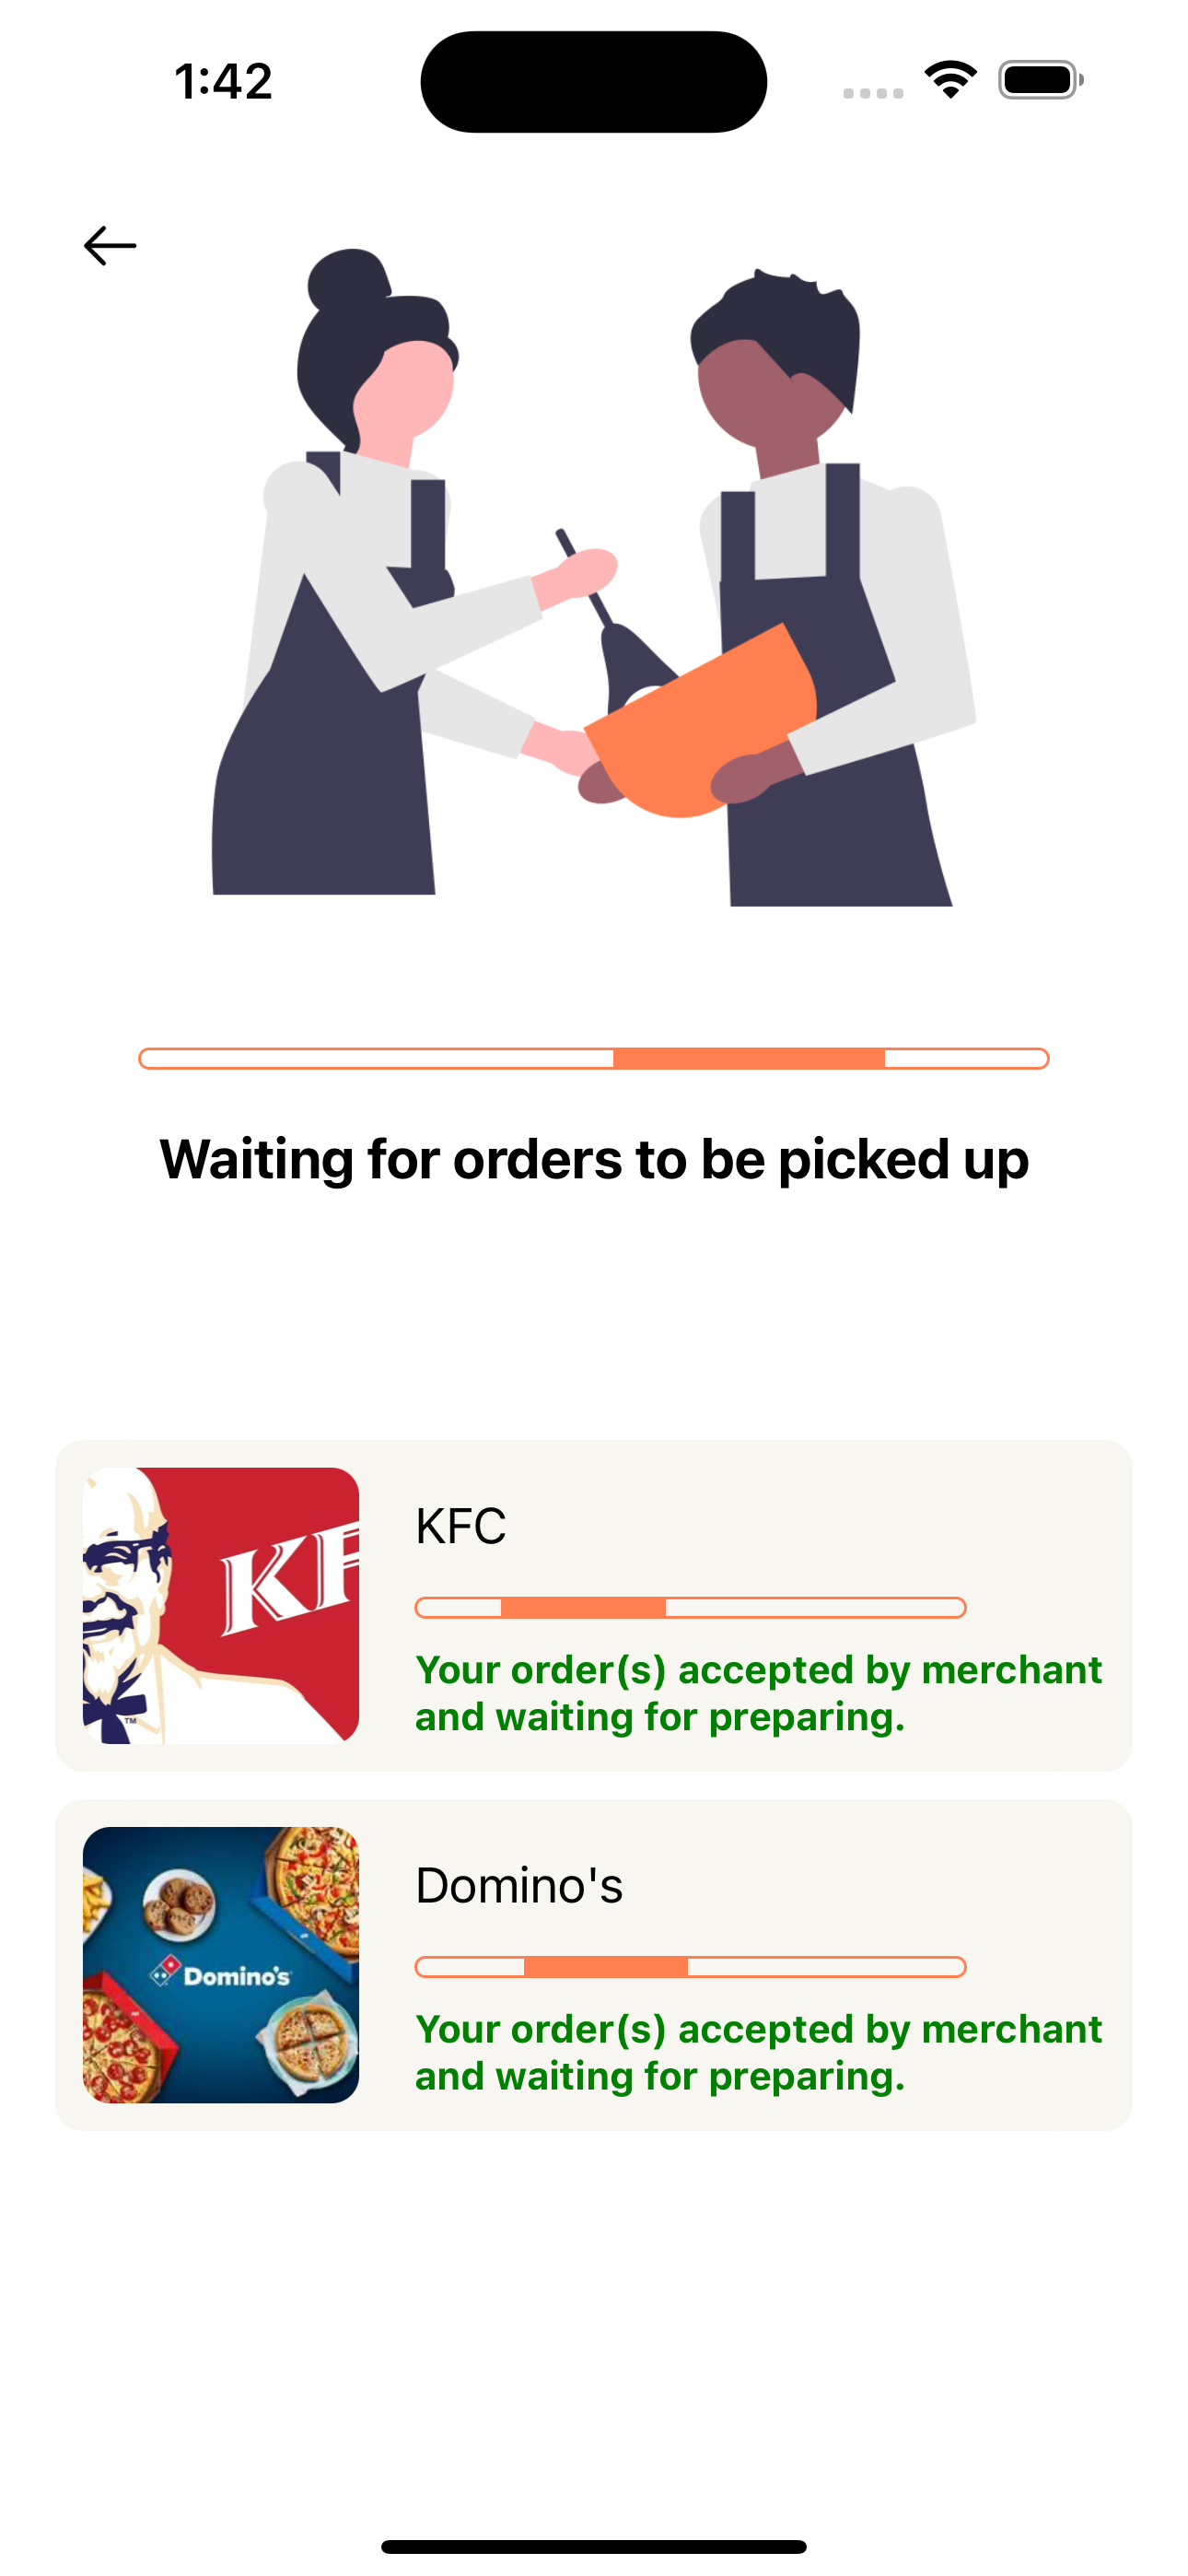 1:42
Waiting for orders to be picked up
KF
TM
KFC
Your order(s) accepted by merchant
and waiting for preparing.
Domino's
Domino's
Your order(s) accepted by merchant
and waiting for preparing.